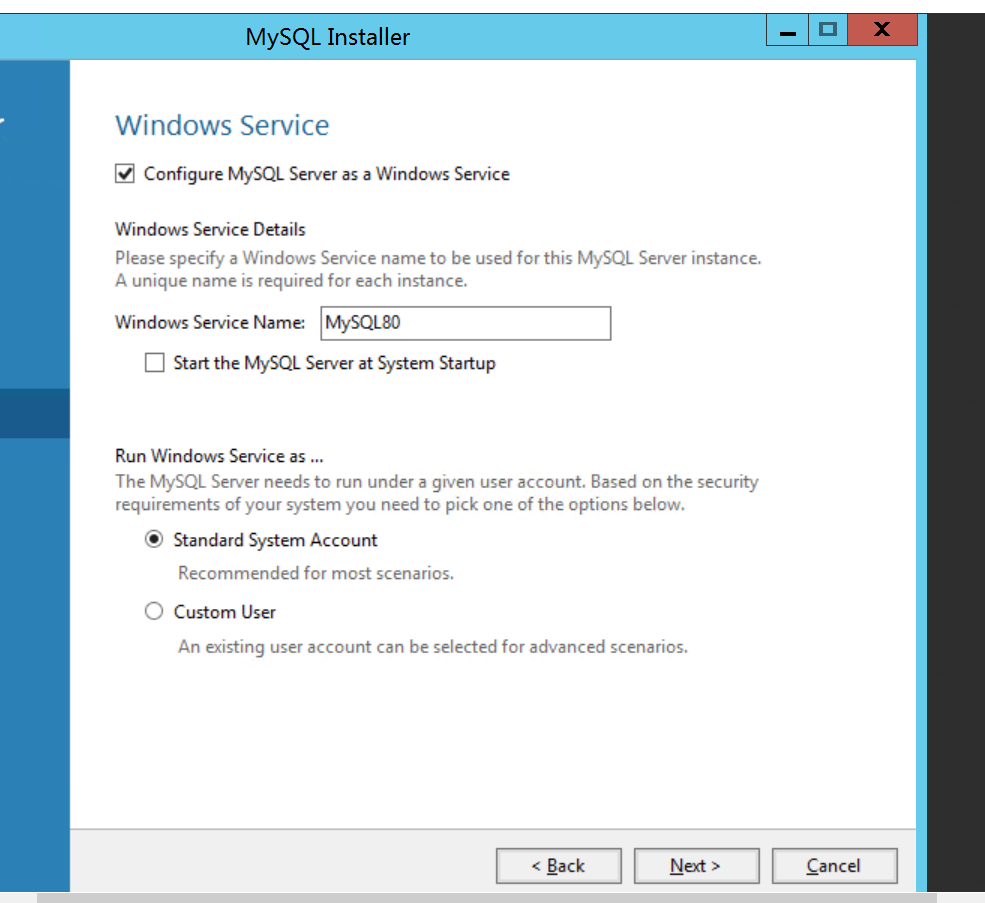 MySQL Installer
Windows Service
Configure MySQL Server as a Windows Service
Windows Service Details
Please specify a Windows Service name to be used for this MySQL Server instance.
A unique name is required for each instance.
Windows Service Name: MySQL80
Start the MySQL Server at System Startup
Run Windows Service as ...
The MySQL Server needs to run under a given user account. Based on the security
requirements of your system you need to pick one of the options below.
Standard System Account
Recommended for most scenarios.
Custom User
An existing user account can be selected for advanced scenarios.
< Back Next > Cancel